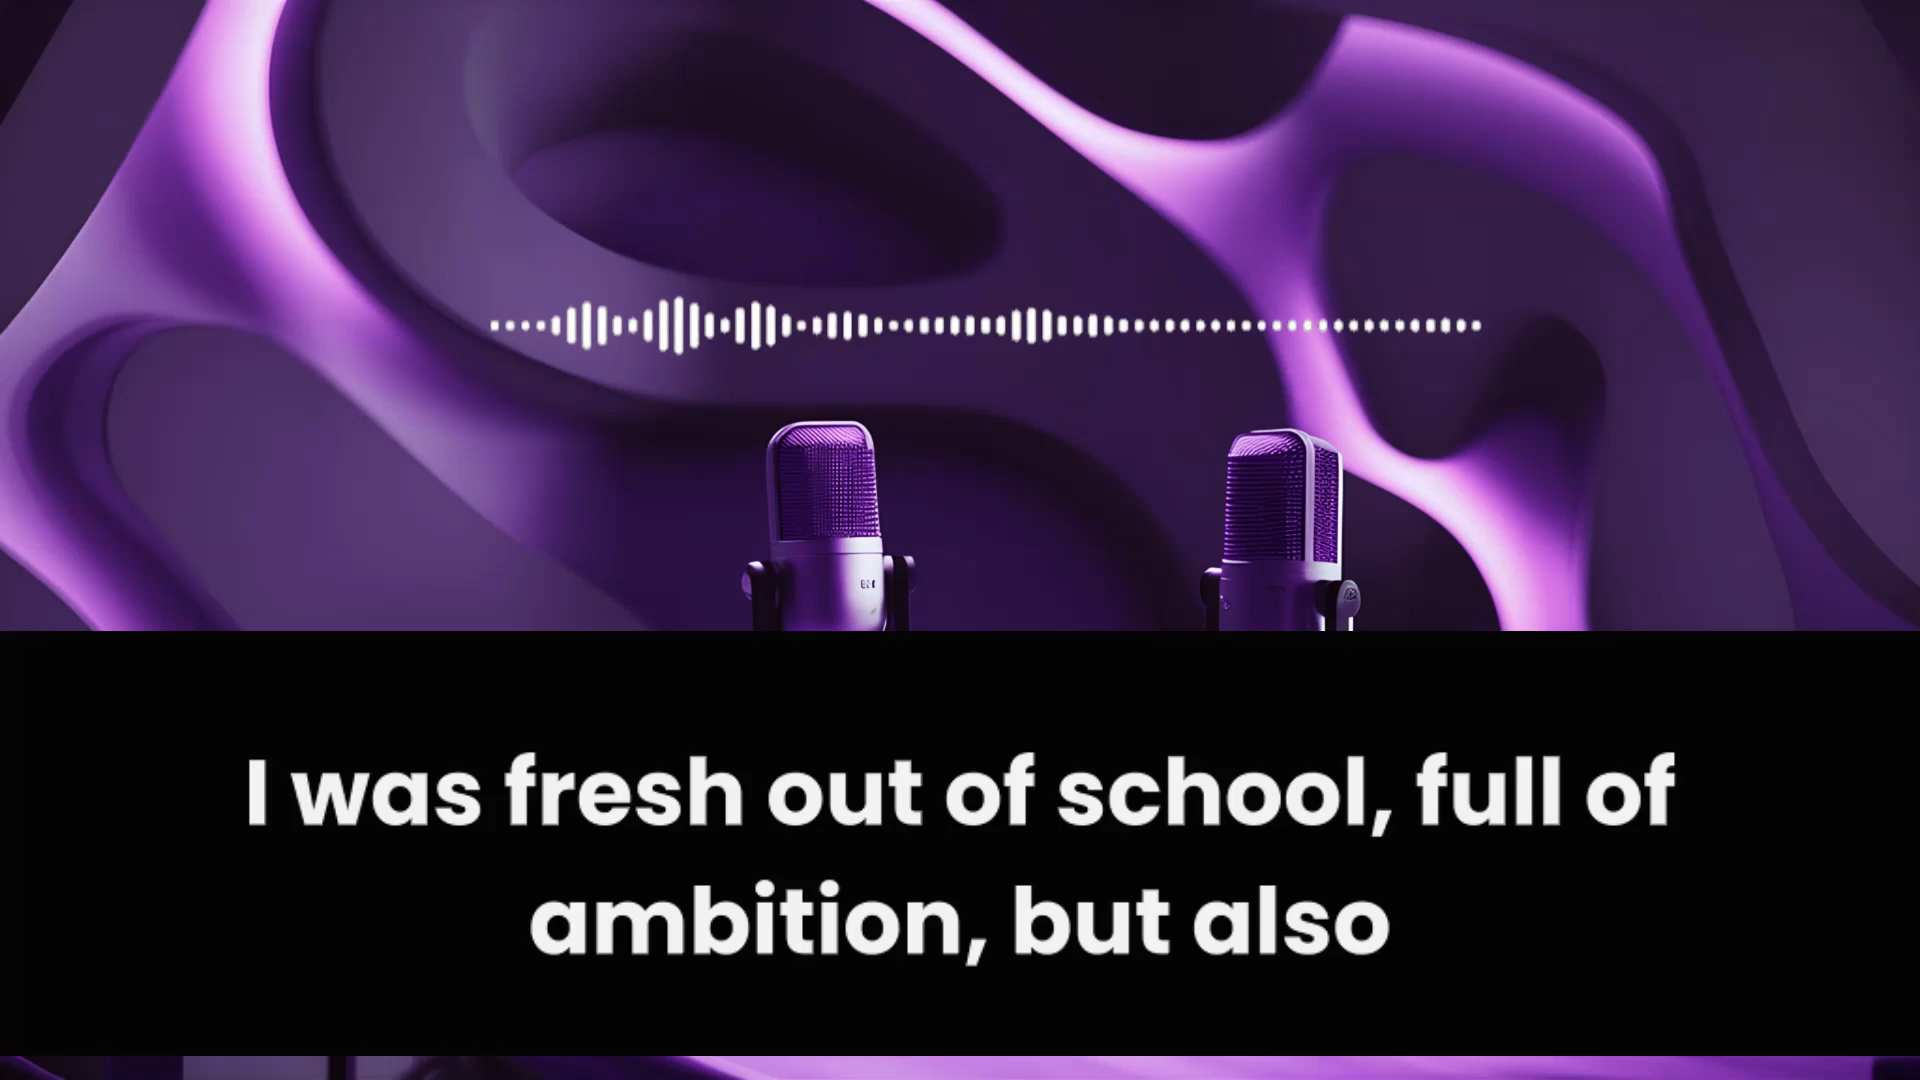 I was fresh out of school, full of
ambition, but also